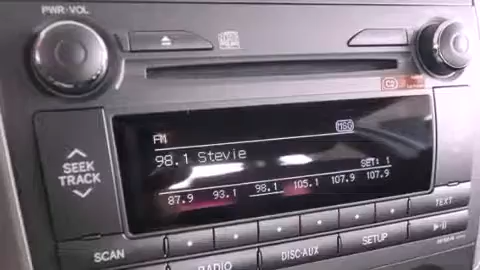 PWR·VOL
FM
MSG
98.1 Stevie
SET: 1
87.9 93.1 98.1 105.1 107.9 107.9
SEEK
TRACK
SCAN
RADIO
DISC·AUX
SETUP
TEXT